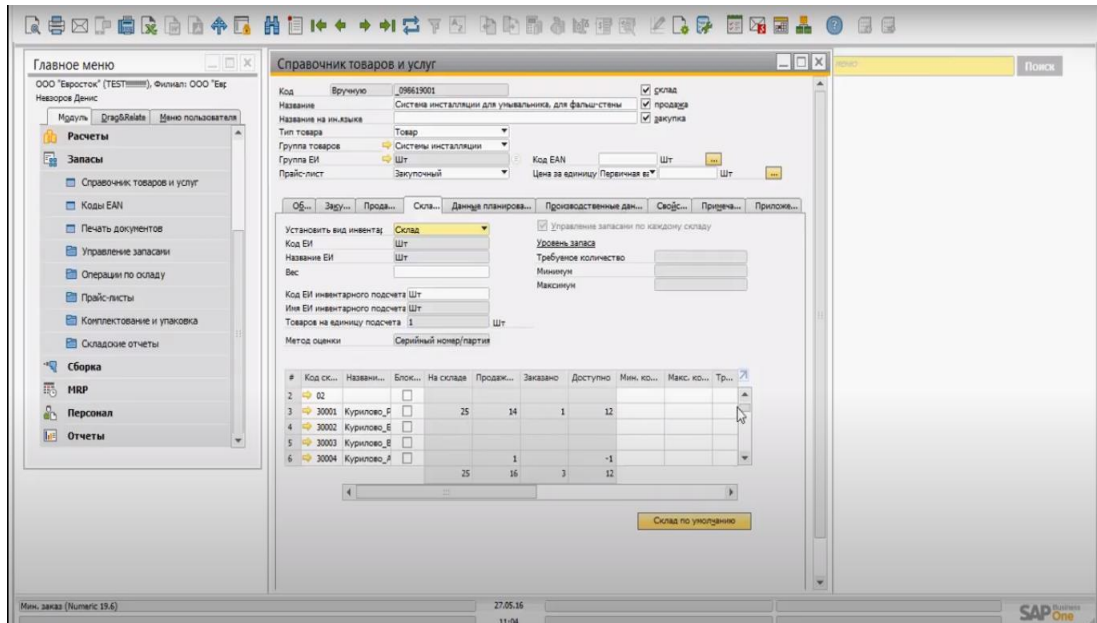 Главное меню
ООО "Евросток" (TEST), Филиал: ООО "Евр
Невзоров Денис
Модуль Drag&Relate Меню пользователя
Расчеты
Запасы
Справочник товаров и услуг
Коды EAN
Печать документов
Управление запасами
Операции по складу
Прайс-листы
Комплектование и упаковка
Складские отчеты
Сборка
MRP
Персонал
Отчеты
Справочник товаров и услуг
Код Вручную _098619001 склад
Название Система инсталляции для умывальника, для фальш-стены продажа
Название на ин.языке закупка
Тип товара Товар
Группа товаров Системы инсталляции
Группа ЕИ Шт Код EAN Шт ...
Прайс-лист Закупочный Цена за единицу Первичная ва Шт ...
Об... Заку... Прода... Скла... Данные планирова... Производственные дан... Свойс... Примеча... Приложе...
Установить вид инвентар Склад Управление запасами по каждому складу
Код ЕИ Шт Уровень запаса
Название ЕИ Шт Требуемое количество
Вес Минимум
Максимум
Код ЕИ инвентарного подсчета Шт
Имя ЕИ инвентарного подсчета Шт
Товаров на единицу подсчета 1 Шт
Метод оценки Серийный номер/партия
# Код ск... Названи... Блок... На складе Продаж... Заказано Доступно Мин. ко... Макс. ко... Тр...
2 02
3 30001 Курилово_F 25 14 1 12
4 30002 Курилово_Б
5 30003 Курилово_В
6 30004 Курилово_А 1 -1
25 16 3 12
Склад по умолчанию
Поиск
Мин. заказ (Numeric 19.6) 27.05.16
11:04
SAP Business One